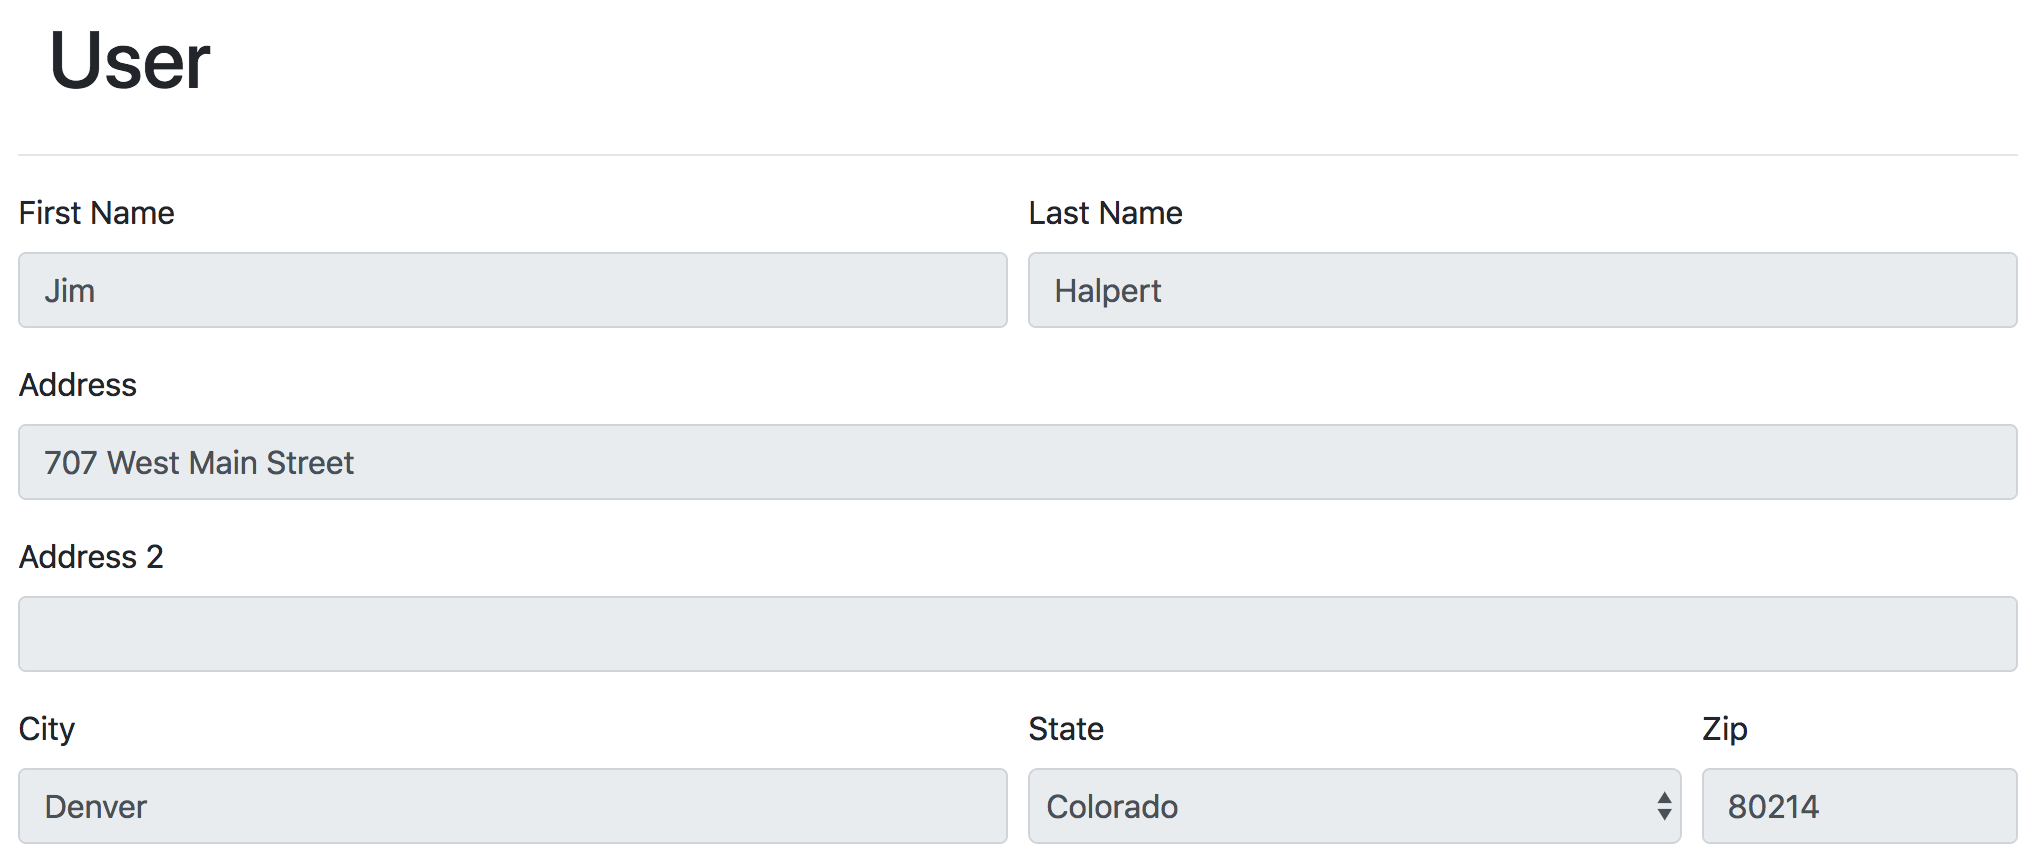 User
First Name Last Name
Jim Halpert
Address
707 West Main Street
Address 2
City State Zip
Denver Colorado 80214